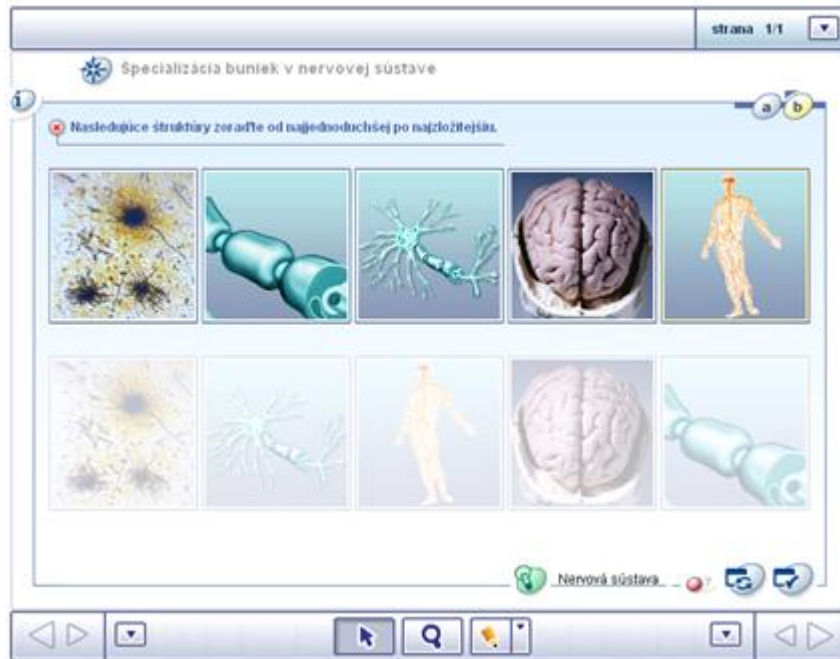 strana 1/1
Špecializácia buniek v nervovej sústave
i
a b
Nasledujúce štruktúry zoraďte od najjednoduchšej po najzložitejšiu.
Nervová sústava
?